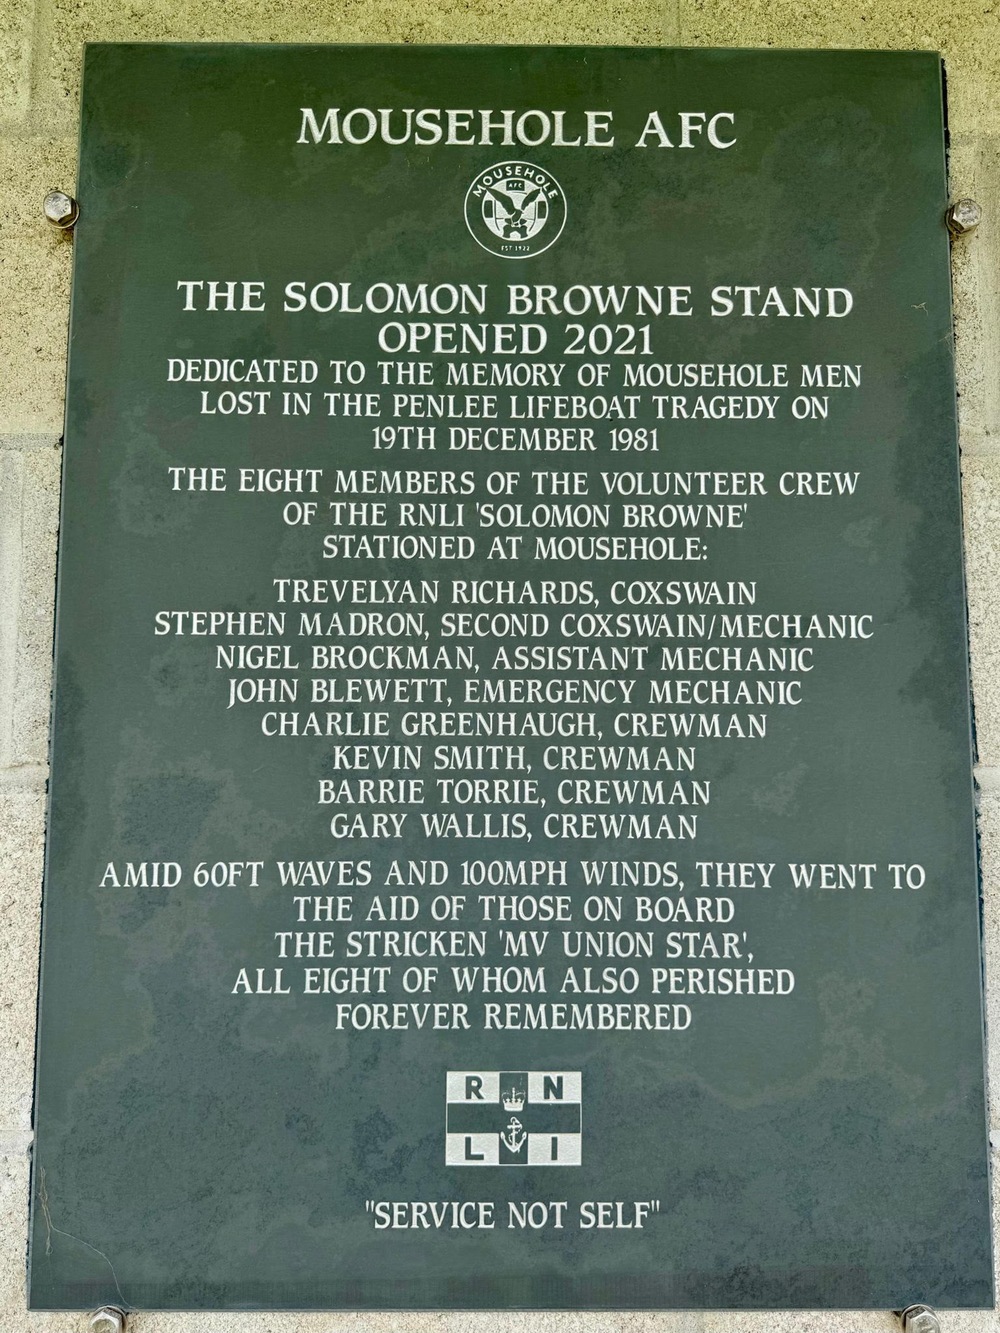 MOUSEHOLE AFC
MOUSEHOLE
AFC
EST 1922
THE SOLOMON BROWNE STAND
OPENED 2021
DEDICATED TO THE MEMORY OF MOUSEHOLE MEN
LOST IN THE PENLEE LIFEBOAT TRAGEDY ON
19TH DECEMBER 1981
THE EIGHT MEMBERS OF THE VOLUNTEER CREW
OF THE RNLI 'SOLOMON BROWNE'
STATIONED AT MOUSEHOLE:
TREVELYAN RICHARDS, COXSWAIN
STEPHEN MADRON, SECOND COXSWAIN/MECHANIC
NIGEL BROCKMAN, ASSISTANT MECHANIC
JOHN BLEWETT, EMERGENCY MECHANIC
CHARLIE GREENHAUGH, CREWMAN
KEVIN SMITH, CREWMAN
BARRIE TORRIE, CREWMAN
GARY WALLIS, CREWMAN
AMID 60FT WAVES AND 100MPH WINDS, THEY WENT TO
THE AID OF THOSE ON BOARD
THE STRICKEN 'MV UNION STAR',
ALL EIGHT OF WHOM ALSO PERISHED
FOREVER REMEMBERED
R N
L I
"SERVICE NOT SELF"